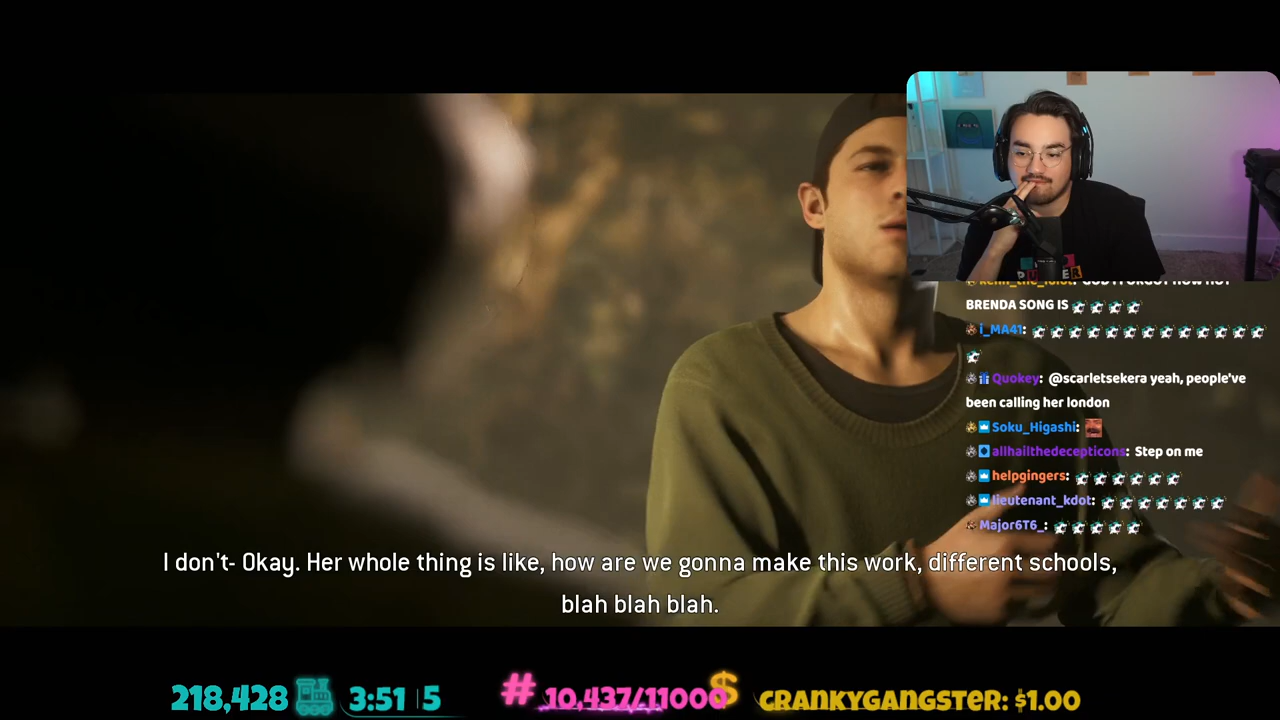 BRENDA SONG IS
i_MA41:
Quokey: @scarletsekera yeah, people've
been calling her london
Soku_Higashi:
allhailthedecepticons: Step on me
helpgingers:
lieutenant_kdot:
Major6T6_:
I don't- Okay. Her whole thing is like, how are we gonna make this work, different schools,
blah blah blah.
218,428 3:51 | 5 # 10,437/11000 $ CRANKYGANGSTER: $1.00